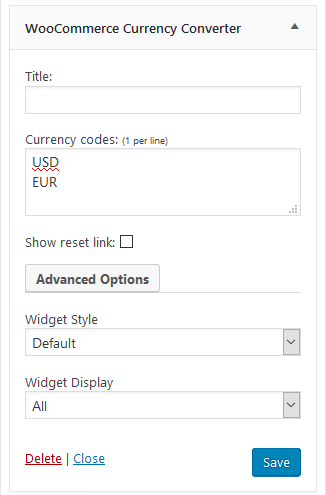 WooCommerce Currency Converter
Title:
Currency codes: (1 per line)
USD
EUR
Show reset link:
Advanced Options
Widget Style
Default
Widget Display
All
Delete | Close
Save